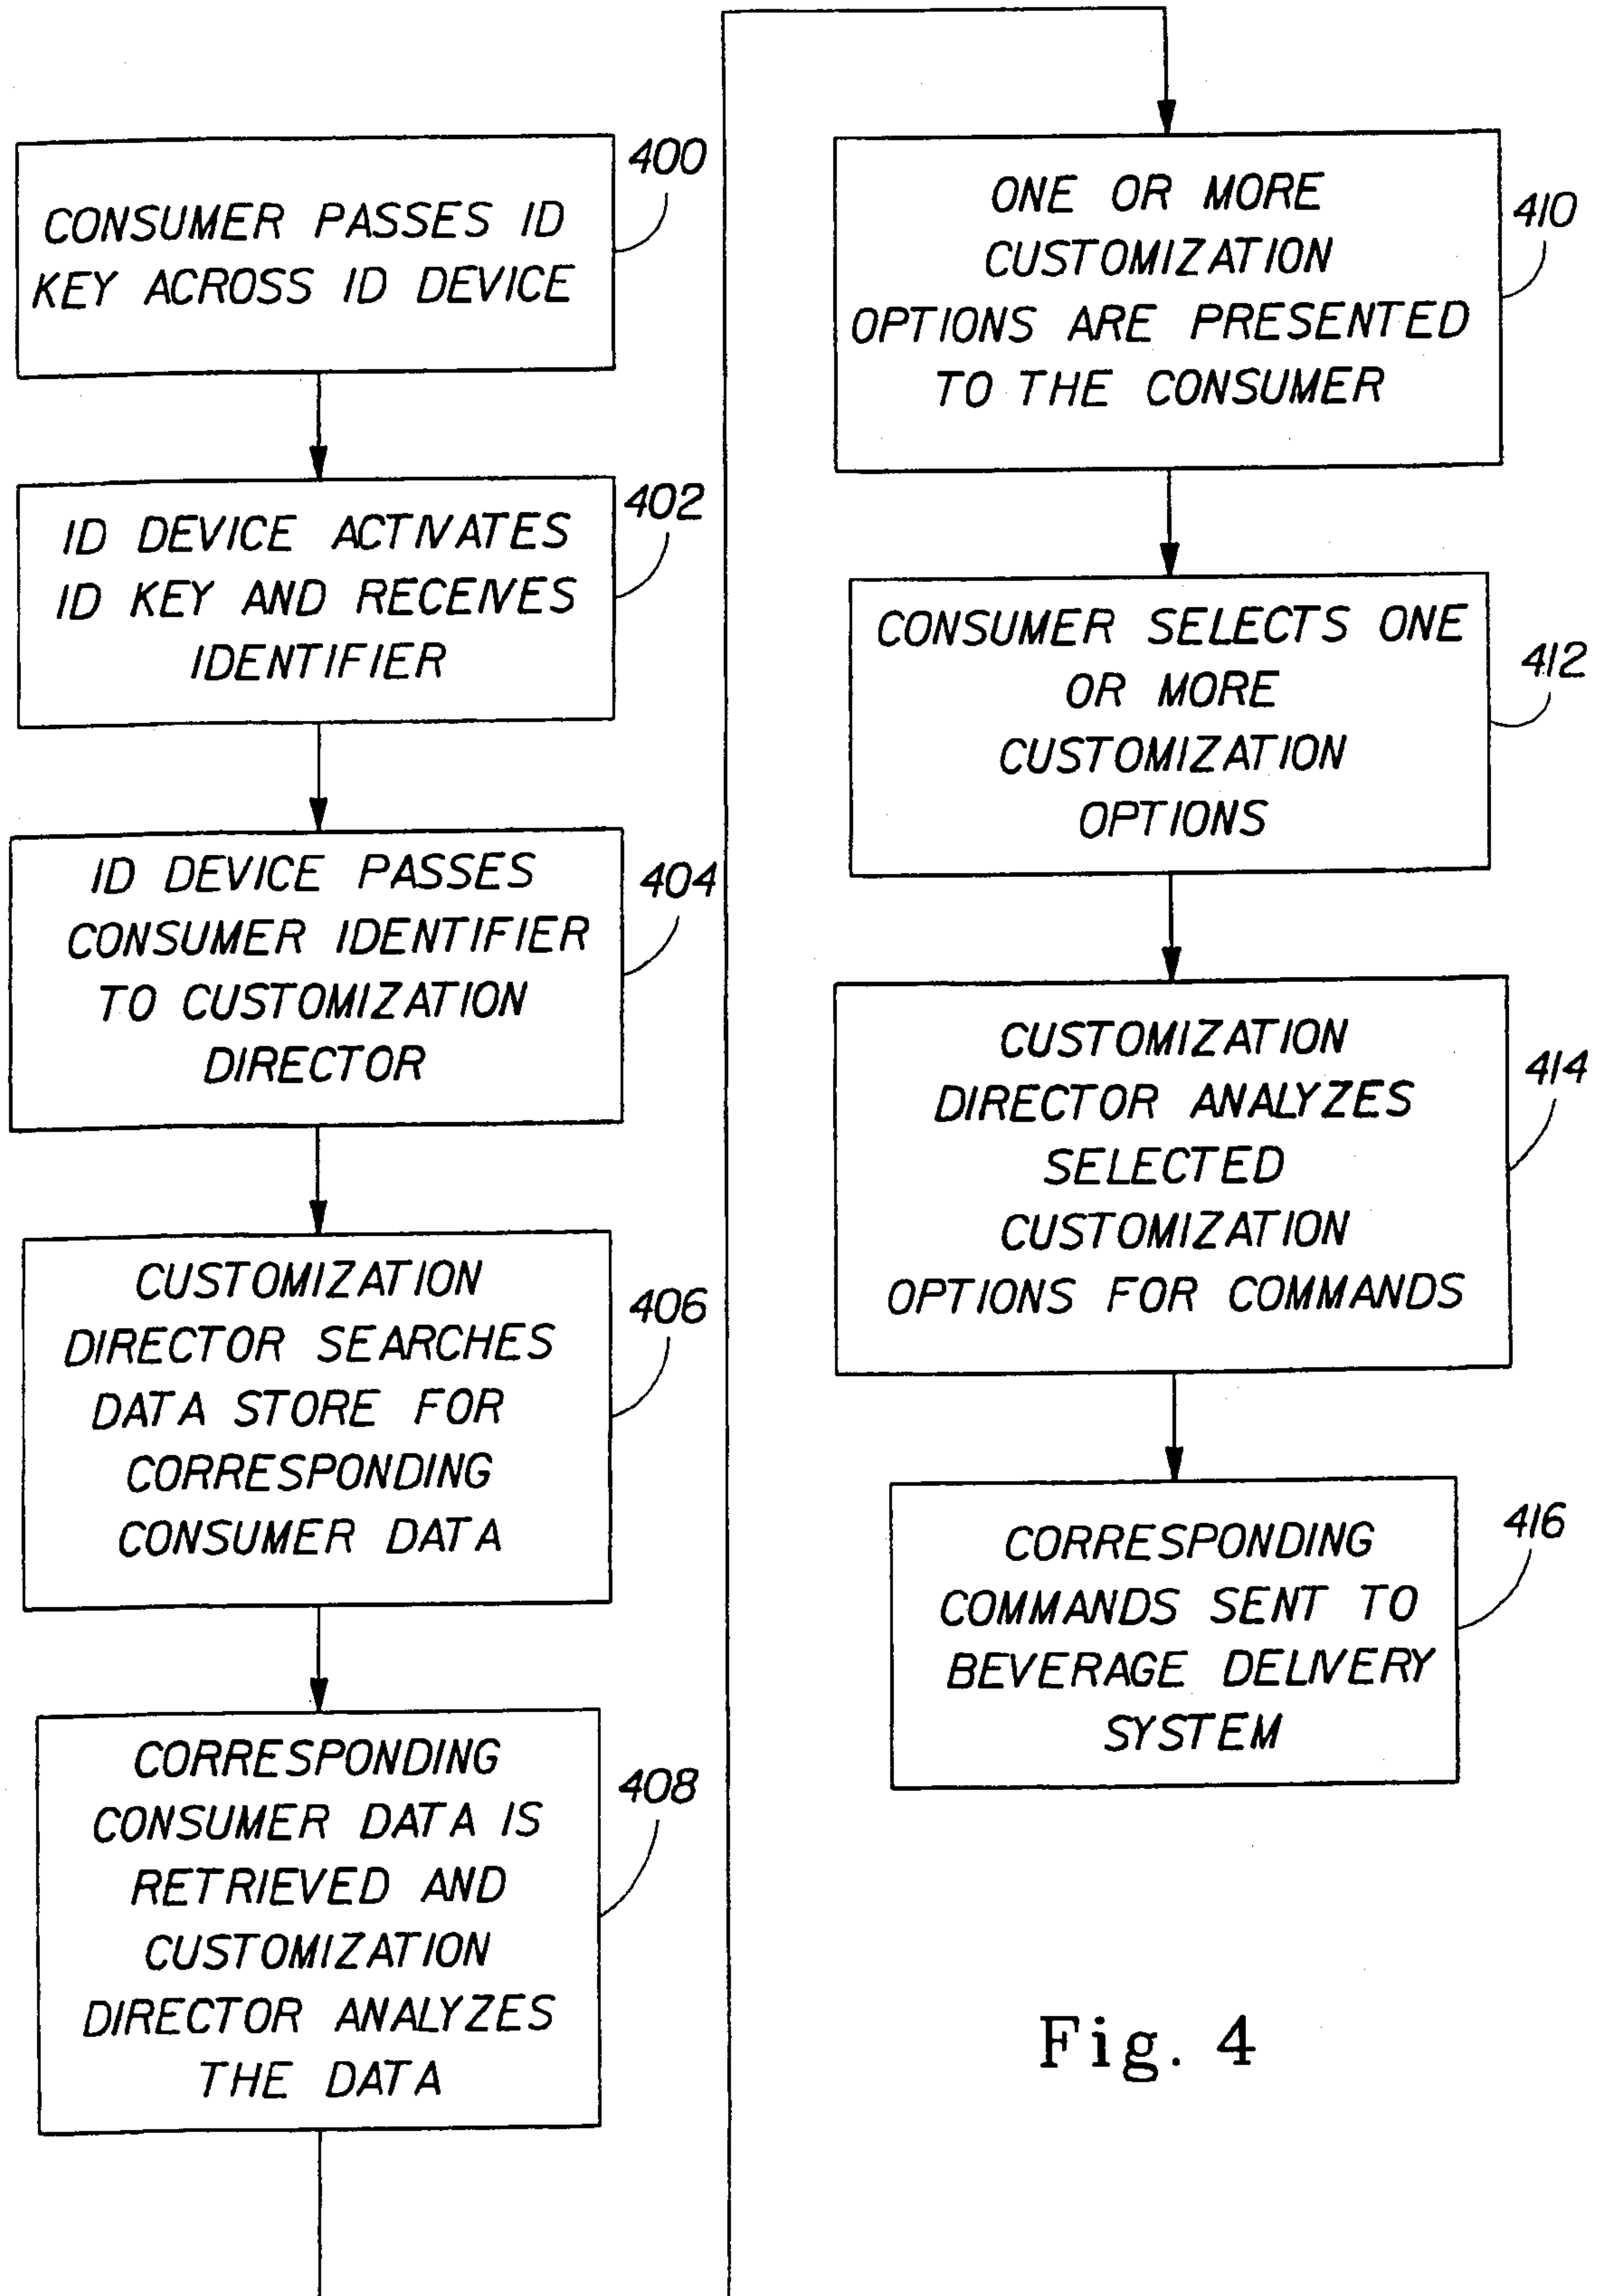 400
CONSUMER PASSES ID
KEY ACROSS ID DEVICE
402
ID DEVICE ACTIVATES
ID KEY AND RECEIVES
IDENTIFIER
404
ID DEVICE PASSES
CONSUMER IDENTIFIER
TO CUSTOMIZATION
DIRECTOR
406
CUSTOMIZATION
DIRECTOR SEARCHES
DATA STORE FOR
CORRESPONDING
CONSUMER DATA
408
CORRESPONDING
CONSUMER DATA IS
RETRIEVED AND
CUSTOMIZATION
DIRECTOR ANALYZES
THE DATA
410
ONE OR MORE
CUSTOMIZATION
OPTIONS ARE PRESENTED
TO THE CONSUMER
412
CONSUMER SELECTS ONE
OR MORE
CUSTOMIZATION
OPTIONS
414
CUSTOMIZATION
DIRECTOR ANALYZES
SELECTED
CUSTOMIZATION
OPTIONS FOR COMMANDS
416
CORRESPONDING
COMMANDS SENT TO
BEVERAGE DELIVERY
SYSTEM
Fig. 4